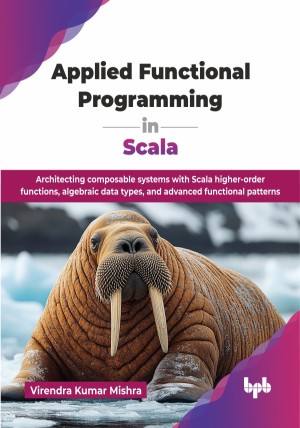 Applied Functional
Programming
in
Scala
Architecting composable systems with Scala higher-order
functions, algebraic data types, and advanced functional patterns
Virendra Kumar Mishra
bpb